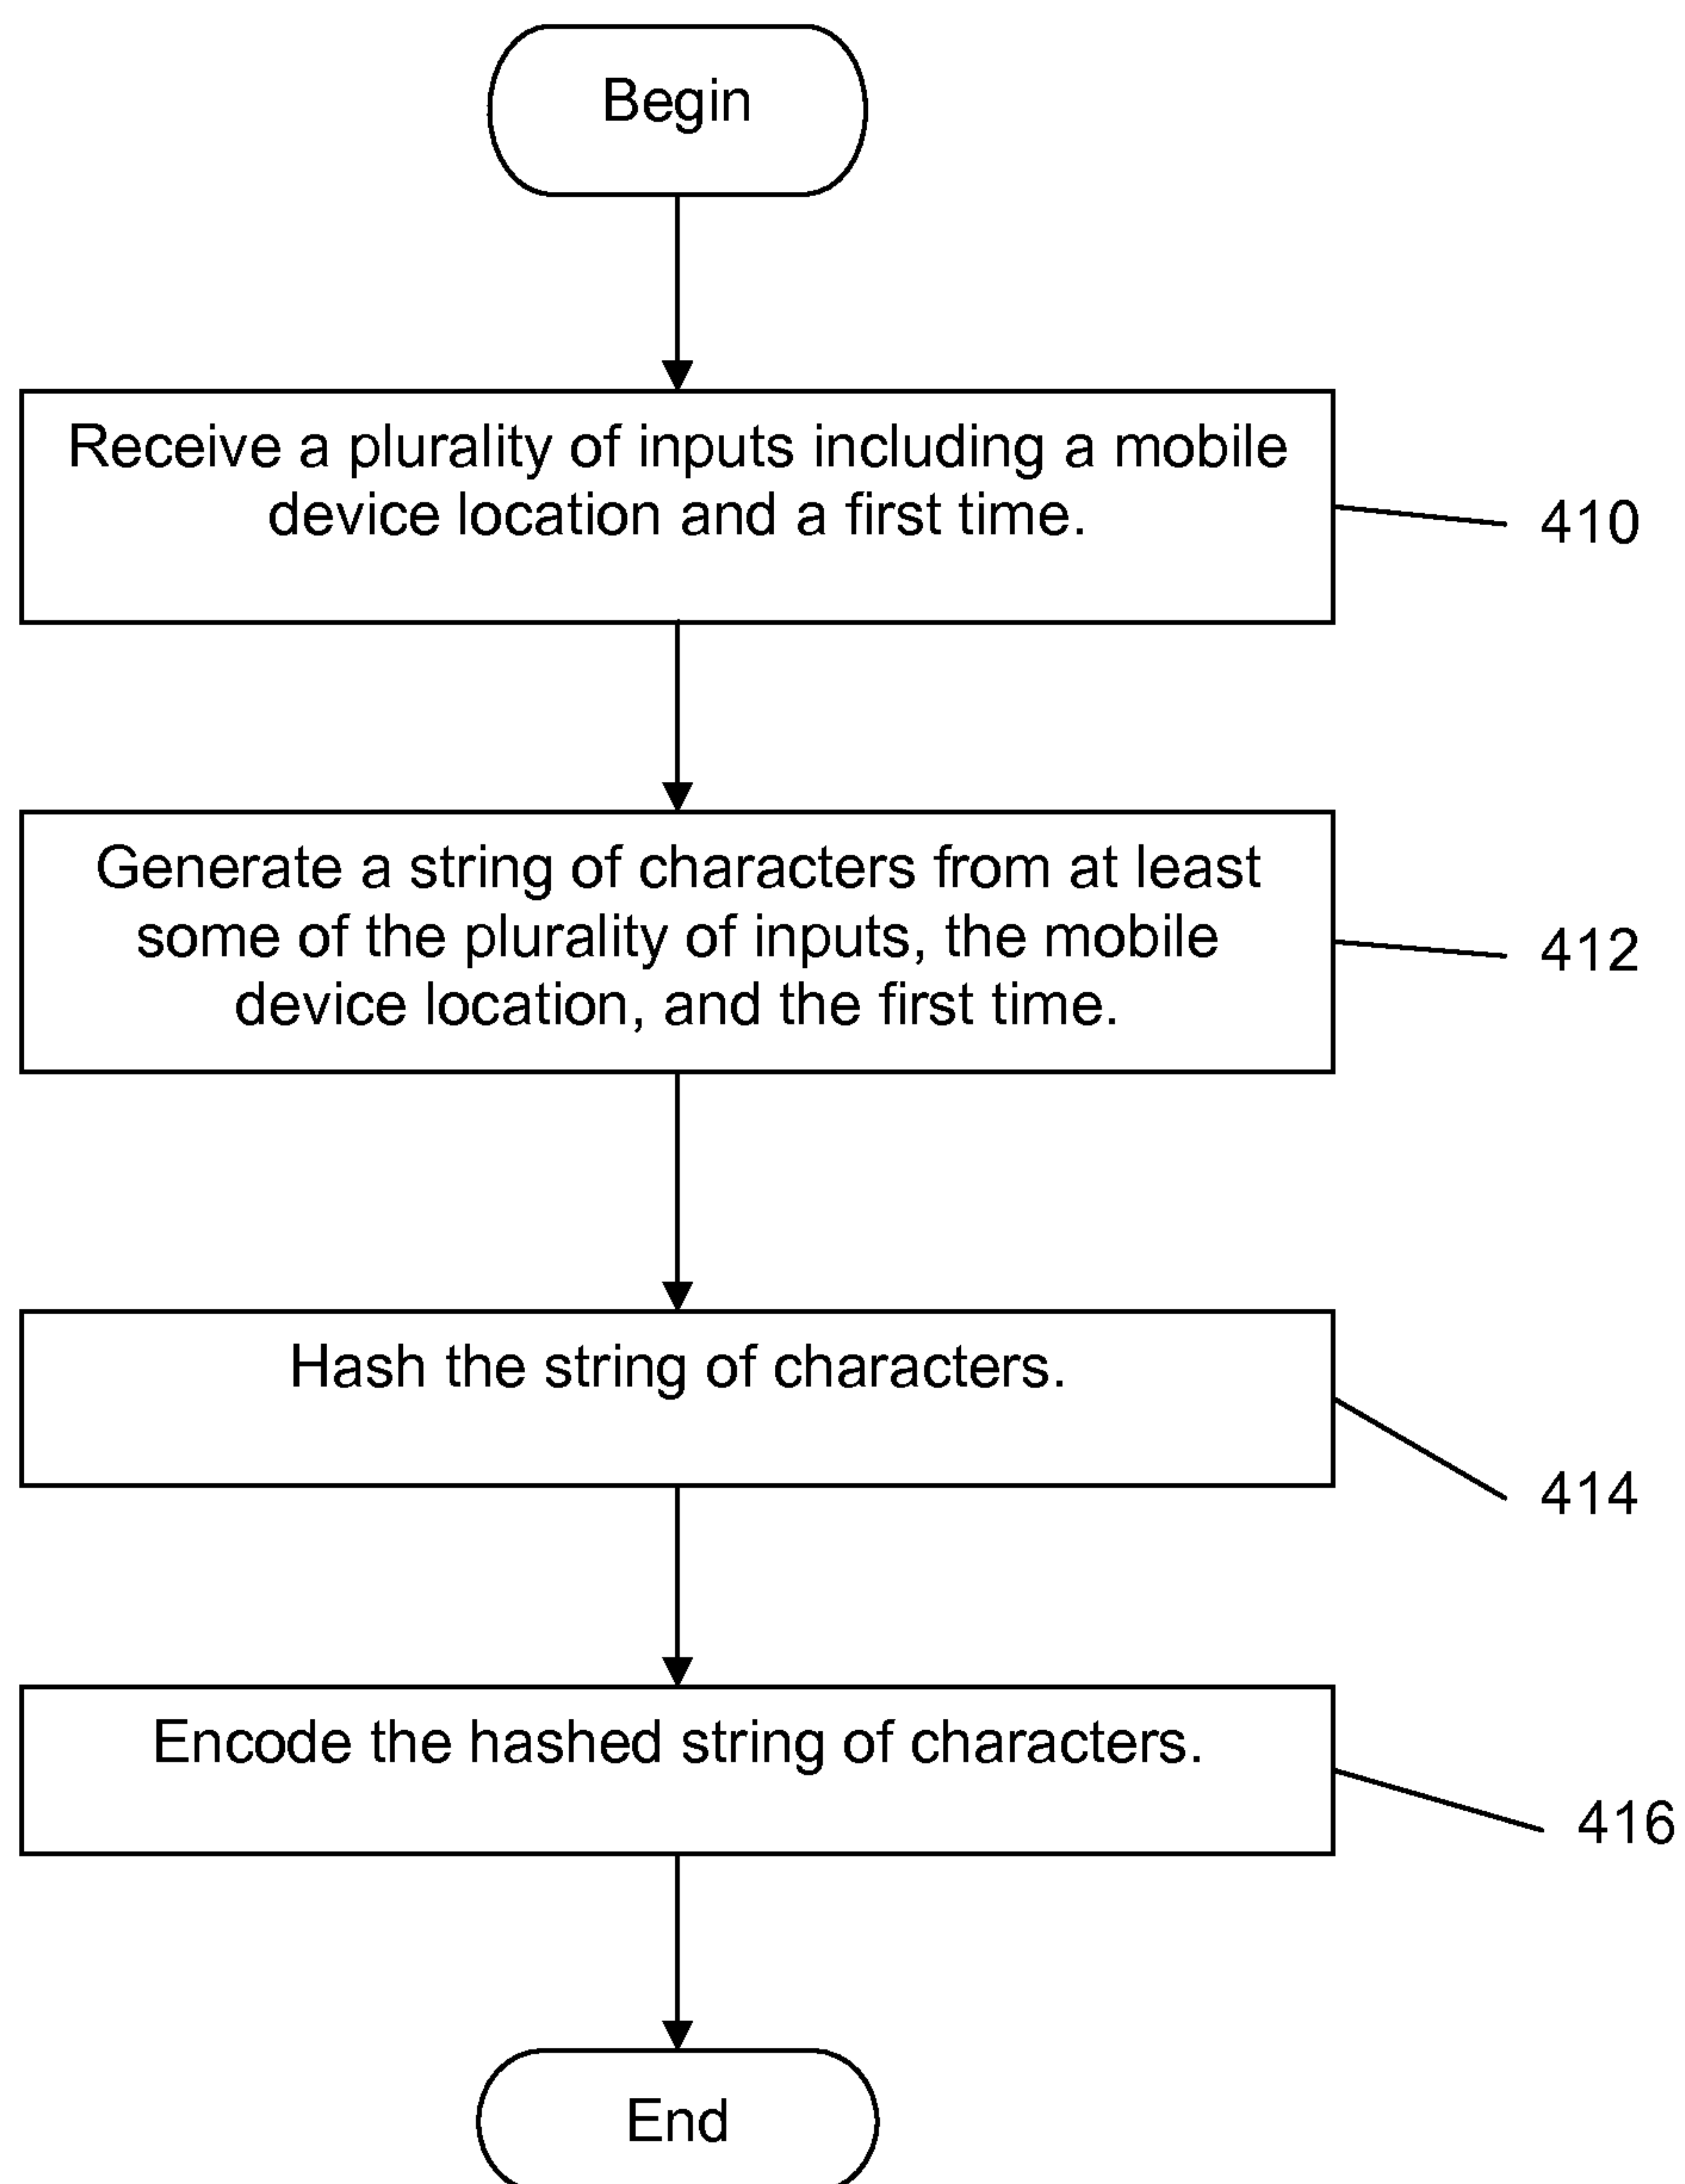 Begin
Receive a plurality of inputs including a mobile
device location and a first time.
410
Generate a string of characters from at least
some of the plurality of inputs, the mobile
device location, and the first time.
412
Hash the string of characters.
414
Encode the hashed string of characters.
416
End